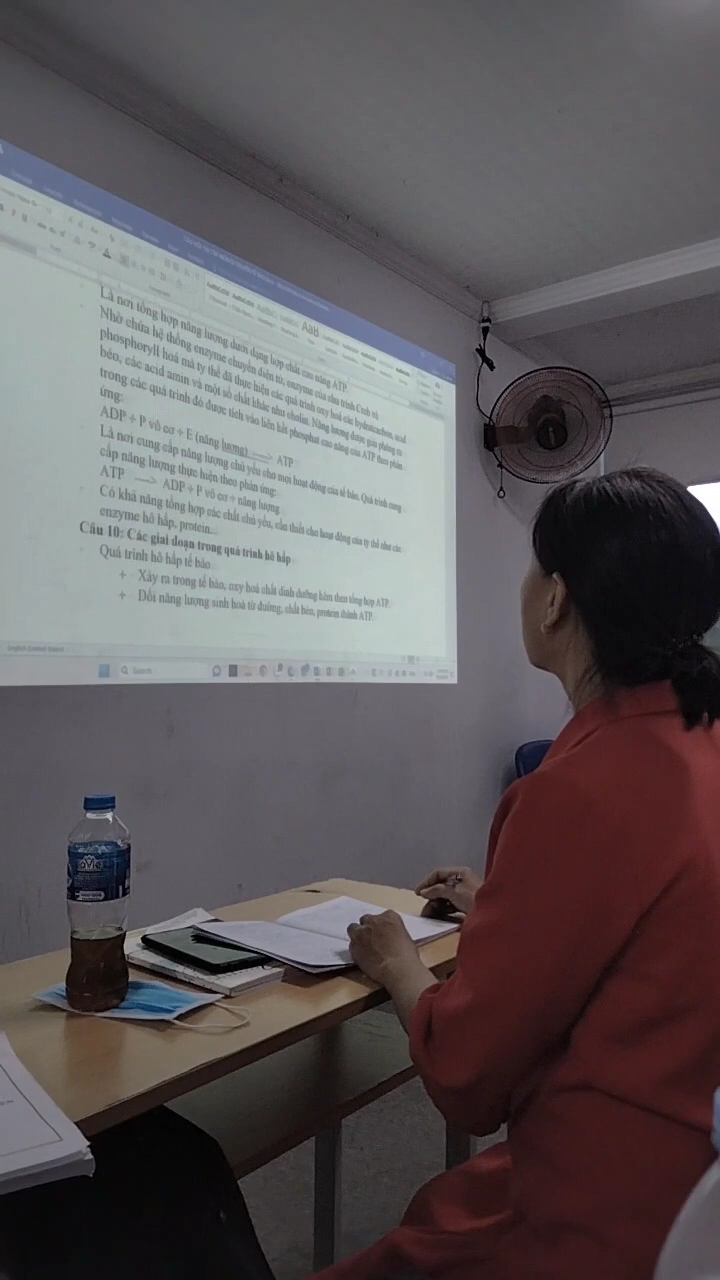 AaB
Là nơi tổng hợp năng lượng dưới dạng hợp chất cao năng ATP.
Nhờ chứa hệ thống enzyme chuyển điện tử, enzyme của chu trình Creb và
phosphoryll hoá mà ty thể đã thực hiện các quá trình oxy hoá các hydratcarbon, acid
béo, các acid amin và một số chất khác như cholin. Năng lượng được giải phóng ra
trong các quá trình đó được tích vào liên kết phosphat cao năng của ATP theo phản
ứng:
ADP + P vô cơ + E (năng lượng) → ATP
Là nơi cung cấp năng lượng chủ yếu cho mọi hoạt động của tế bào. Quá trình cung
cấp năng lượng thực hiện theo phản ứng:
ATP → ADP + P vô cơ + năng lượng
Có khả năng tổng hợp các chất chủ yếu, cần thiết cho hoạt động của ty thể như các
enzyme hô hấp, protein...
Câu 10: Các giai đoạn trong quá trình hô hấp
Quá trình hô hấp tế bào
+ Xảy ra trong tế bào, oxy hoá chất dinh dưỡng kèm theo tổng hợp ATP.
+ Đổi năng lượng sinh hoá từ đường, chất béo, protein thành ATP.
Search